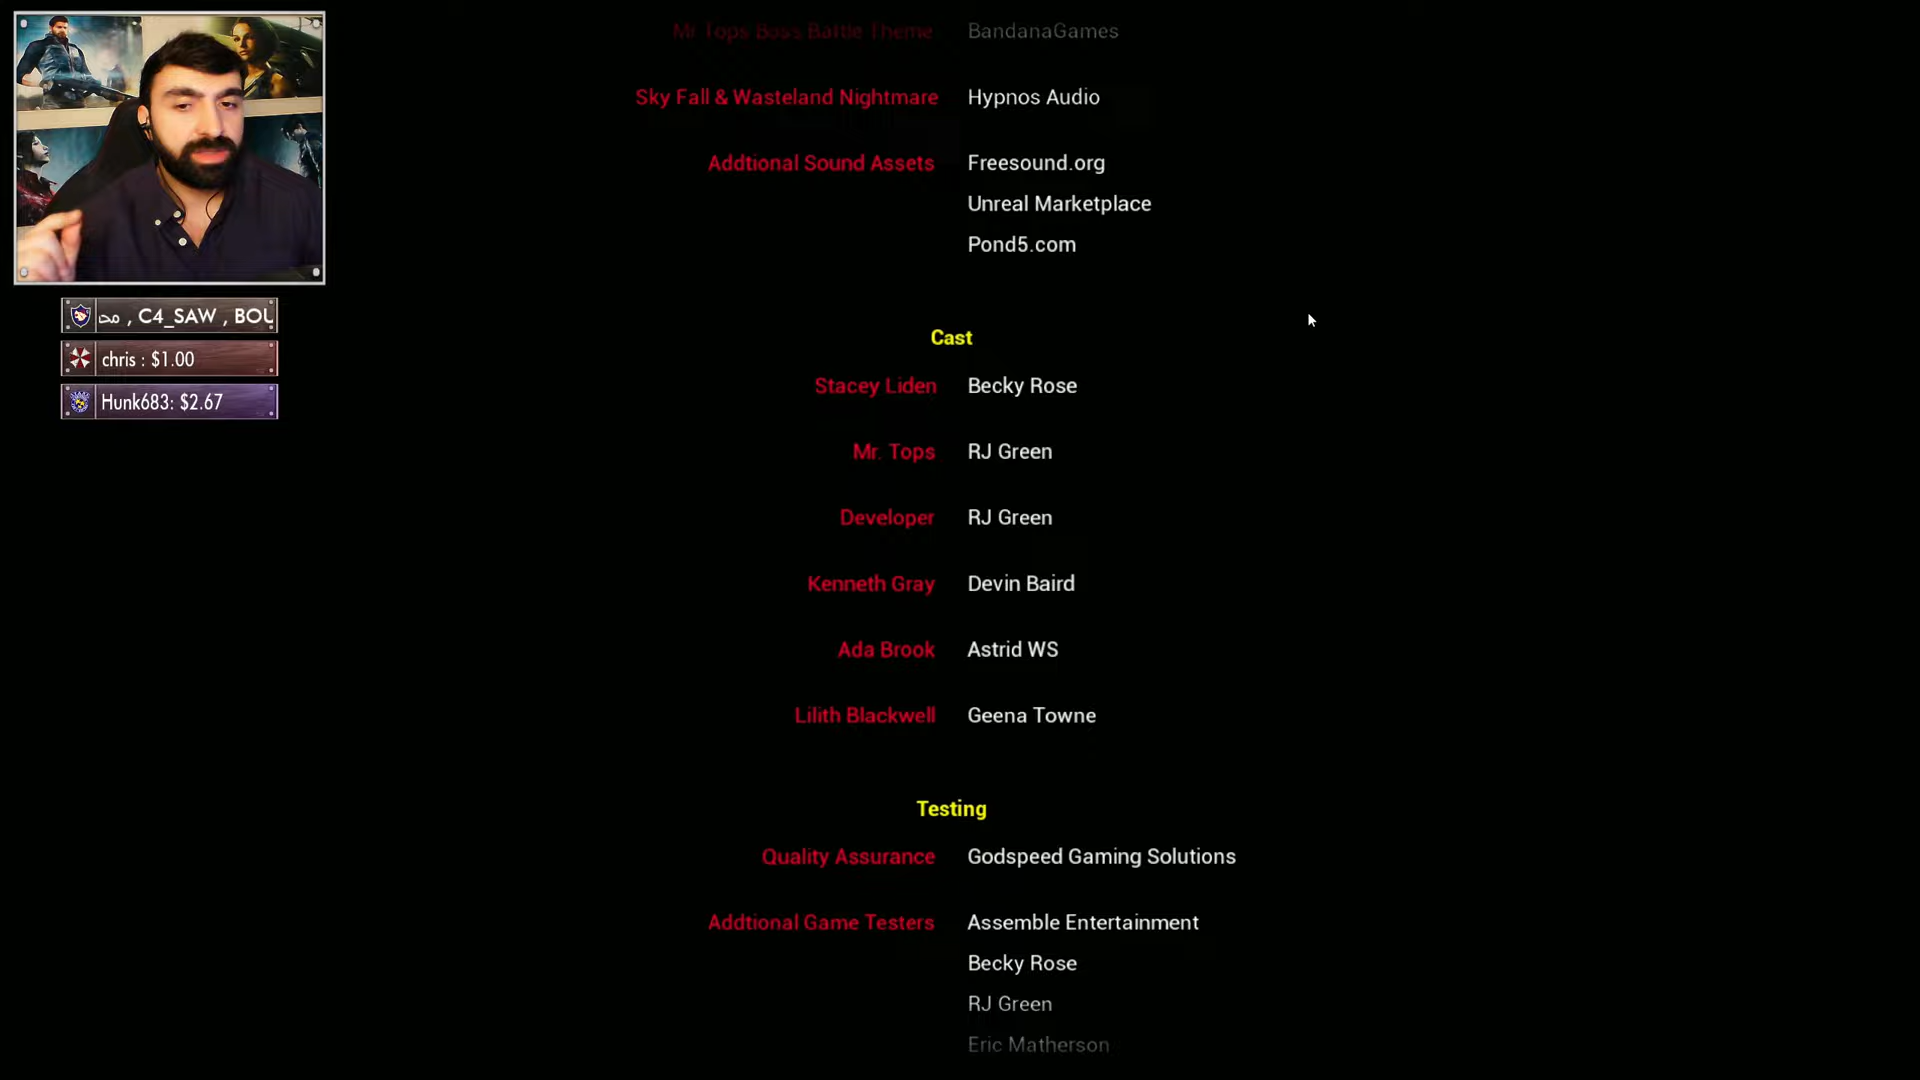 Mr Tops Boss Battle Theme BandanaGames
Sky Fall & Wasteland Nightmare Hypnos Audio
Addtional Sound Assets Freesound.org
Unreal Marketplace
Pond5.com
, C4_SAW , BOU
chris : $1.00
Hunk683: $2.67
Cast
Stacey Liden Becky Rose
Mr. Tops RJ Green
Developer RJ Green
Kenneth Gray Devin Baird
Ada Brook Astrid WS
Lilith Blackwell Geena Towne
Testing
Quality Assurance Godspeed Gaming Solutions
Addtional Game Testers Assemble Entertainment
Becky Rose
RJ Green
Eric Matherson